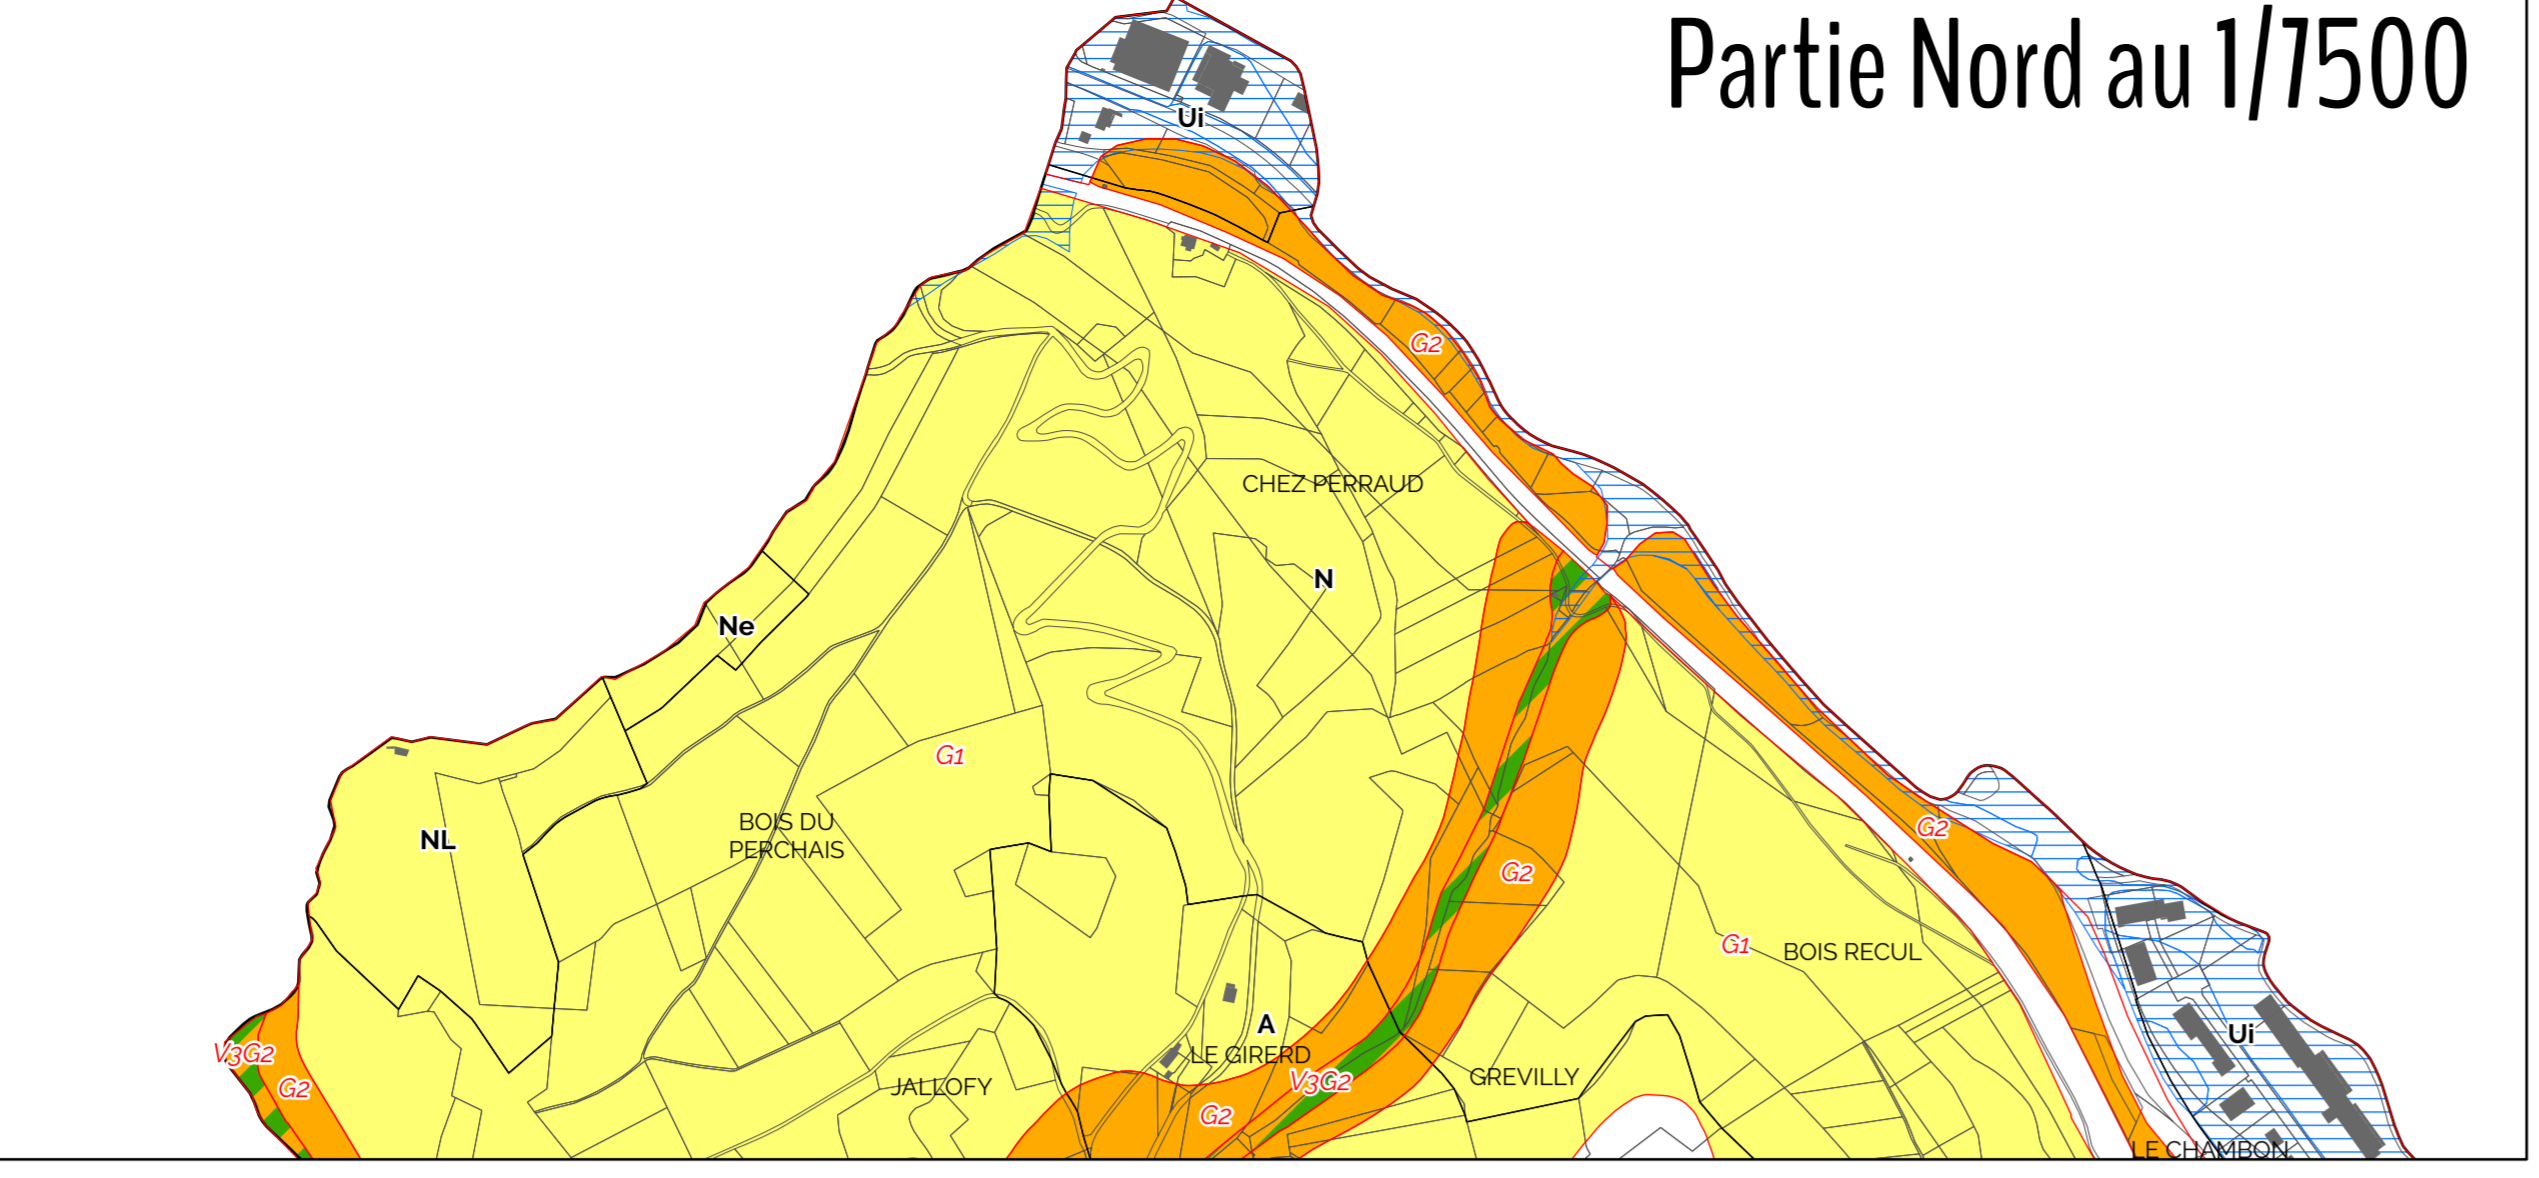 Partie Nord au 1/7500
Ui
G2
CHEZ PERRAUD
N
Ne
G1
BOIS DU
PERCHAIS
NL
G2
G2
G1
BOIS RECUL
A
LE GIRERD
Ui
V3G2
G2
JALLOFY
V3G2
GREVILLY
G2
LE CHAMBON